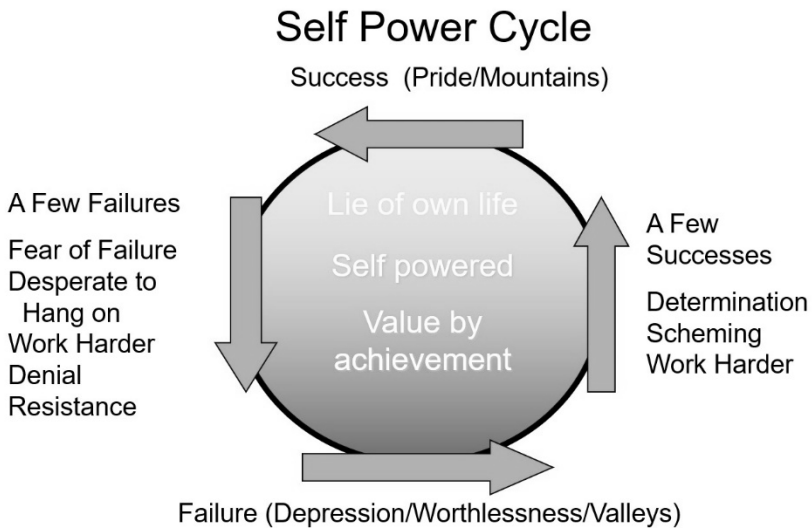 Self Power Cycle
Success (Pride/Mountains)
A Few Failures
Fear of Failure
Desperate to
Hang on
Work Harder
Denial
Resistance
Lie of own life
Self powered
Value by
achievement
A Few
Successes
Determination
Scheming
Work Harder
Failure (Depression/Worthlessness/Valleys)